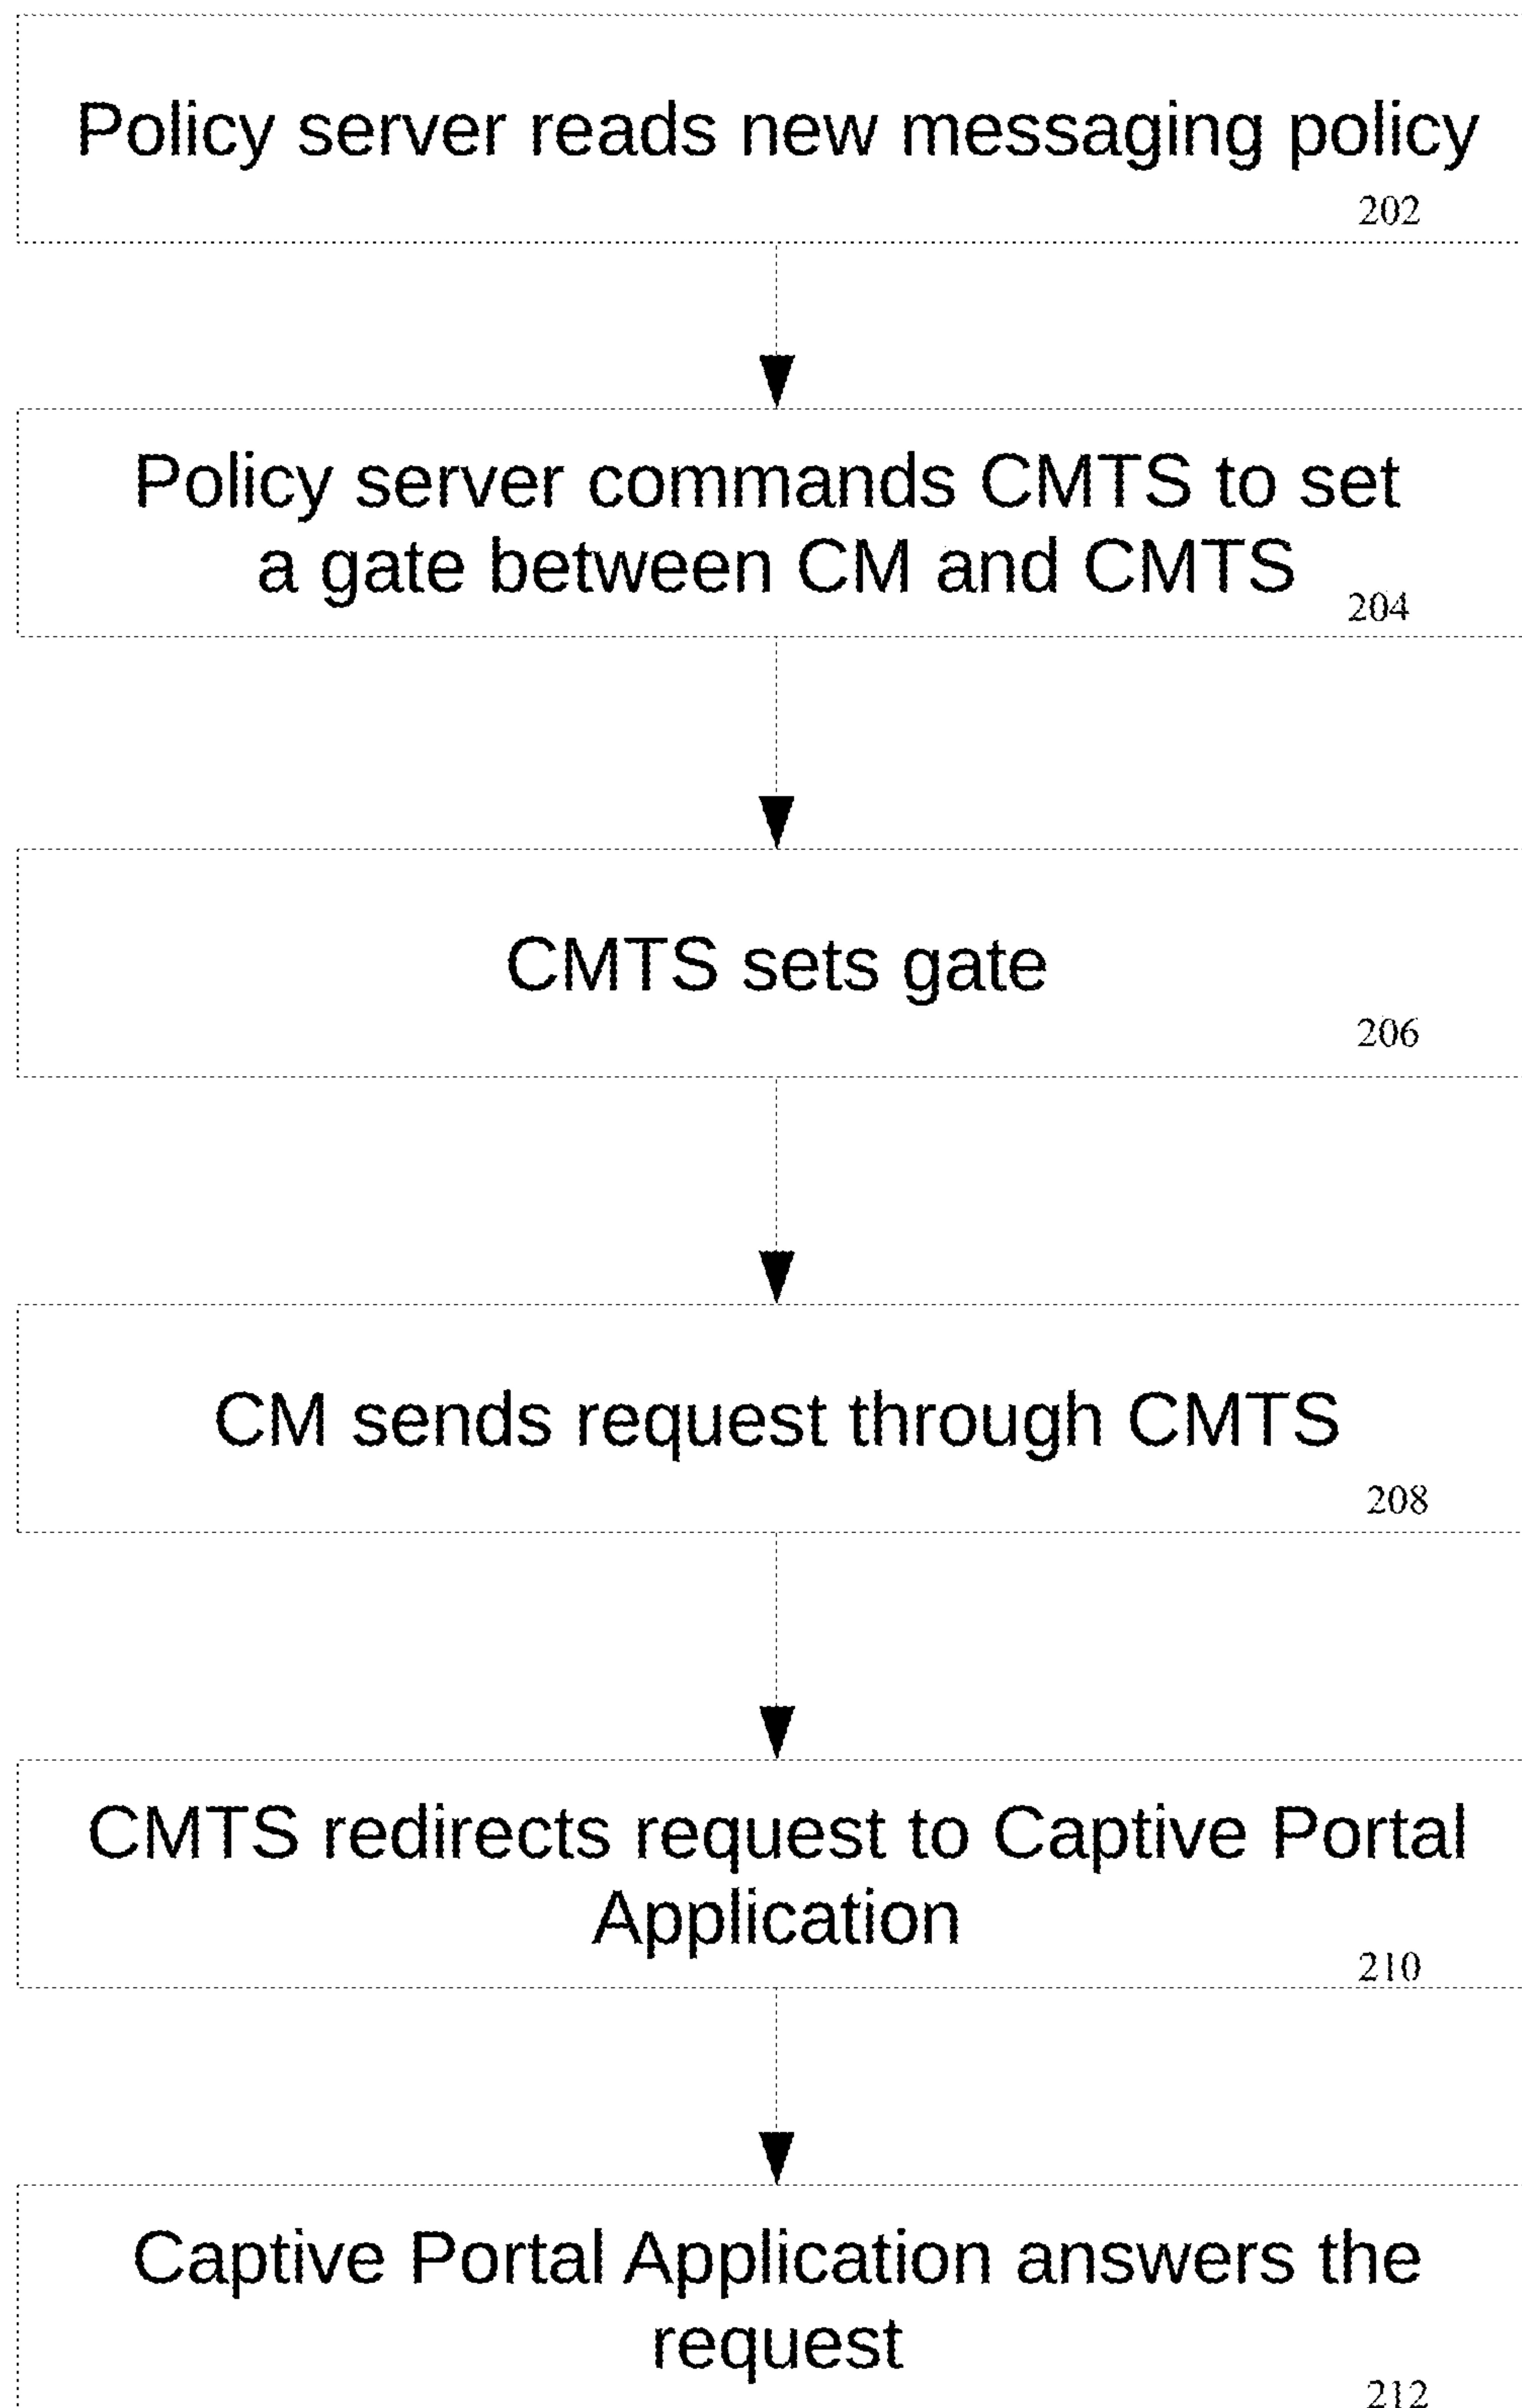 Policy server reads new messaging policy
202
Policy server commands CMTS to set
a gate between CM and CMTS
204
CMTS sets gate
206
CM sends request through CMTS
208
CMTS redirects request to Captive Portal
Application
210
Captive Portal Application answers the
request
212